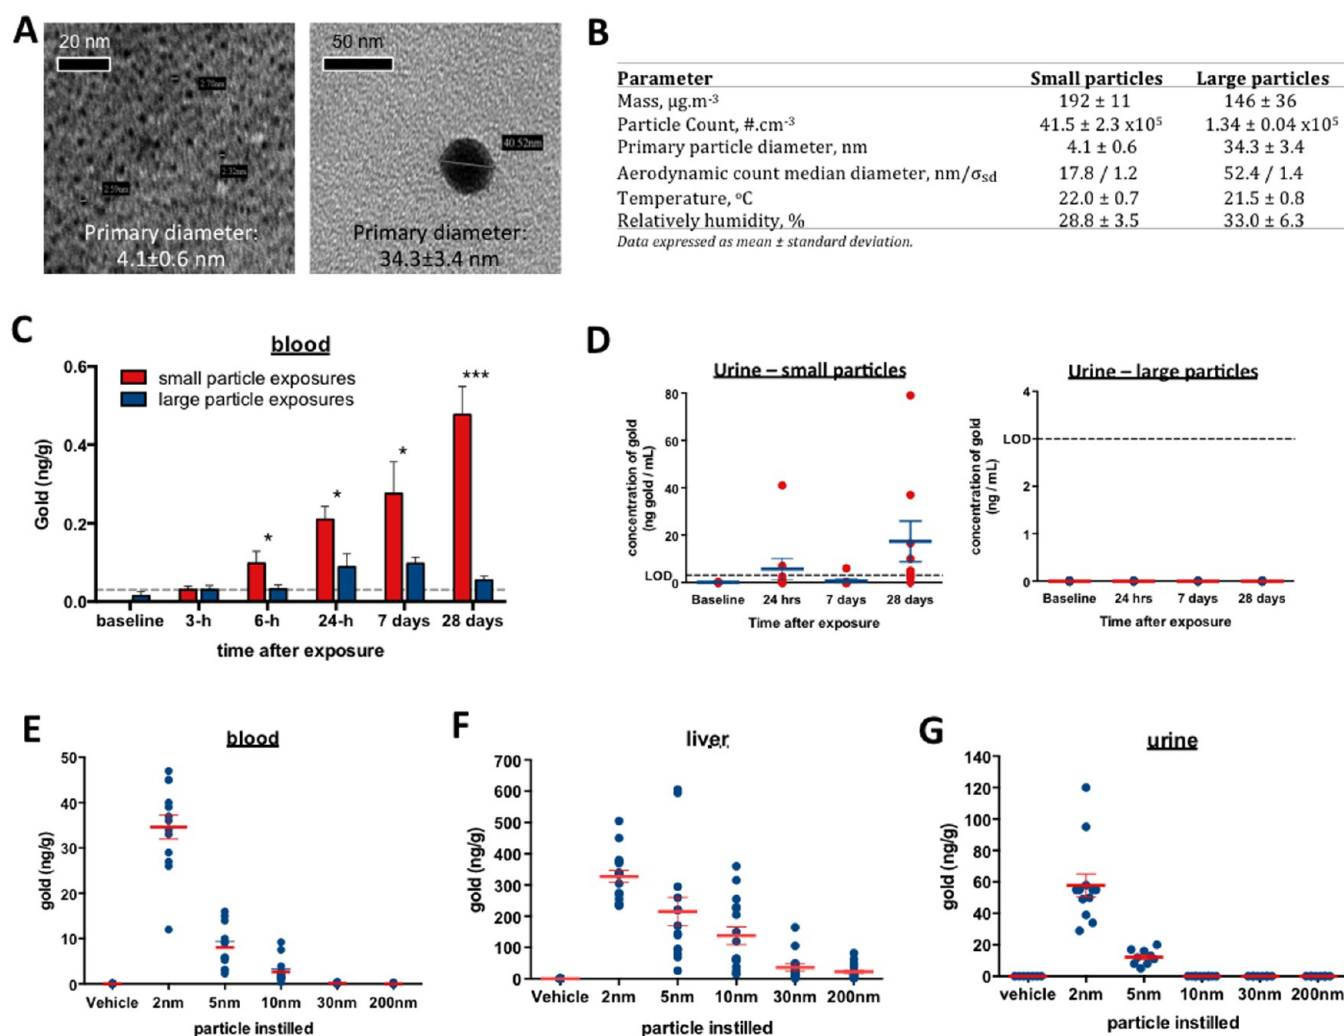 A
20 nm
2.70nm
2.32nm
2.59nm
Primary diameter:
4.1±0.6 nm
50 nm
40.52nm
Primary diameter:
34.3±3.4 nm
B
Parameter Small particles Large particles
Mass, µg.m-3 192 ± 11 146 ± 36
Particle Count, #.cm-3 41.5 ± 2.3 x10⁵ 1.34 ± 0.04 x10⁵
Primary particle diameter, nm 4.1 ± 0.6 34.3 ± 3.4
Aerodynamic count median diameter, nm/σsd 17.8 / 1.2 52.4 / 1.4
Temperature, ºC 22.0 ± 0.7 21.5 ± 0.8
Relatively humidity, % 28.8 ± 3.5 33.0 ± 6.3
Data expressed as mean ± standard deviation.
C
blood
small particle exposures
large particle exposures
Gold (ng/g)
0.6
0.4
0.2
0.0
*
*
*
***
baseline 3-h 6-h 24-h 7 days 28 days
time after exposure
D
Urine – small particles
concentration of gold
(ng gold / mL)
80
60
40
20
LOD
0
Baseline 24 hrs 7 days 28 days
Time after exposure
Urine – large particles
concentration of gold
(ng / mL)
4
LOD
2
1
0
Baseline 24 hrs 7 days 28 days
Time after exposure
E
blood
gold (ng/g)
50
40
30
20
10
0
Vehicle 2nm 5nm 10nm 30nm 200nm
particle instilled
F
liver
gold (ng/g)
700
600
500
400
300
200
100
0
Vehicle 2nm 5nm 10nm 30nm 200nm
particle instilled
G
urine
gold (ng/g)
140
120
100
80
60
40
20
0
vehicle 2nm 5nm 10nm 30nm 200nm
particle instilled